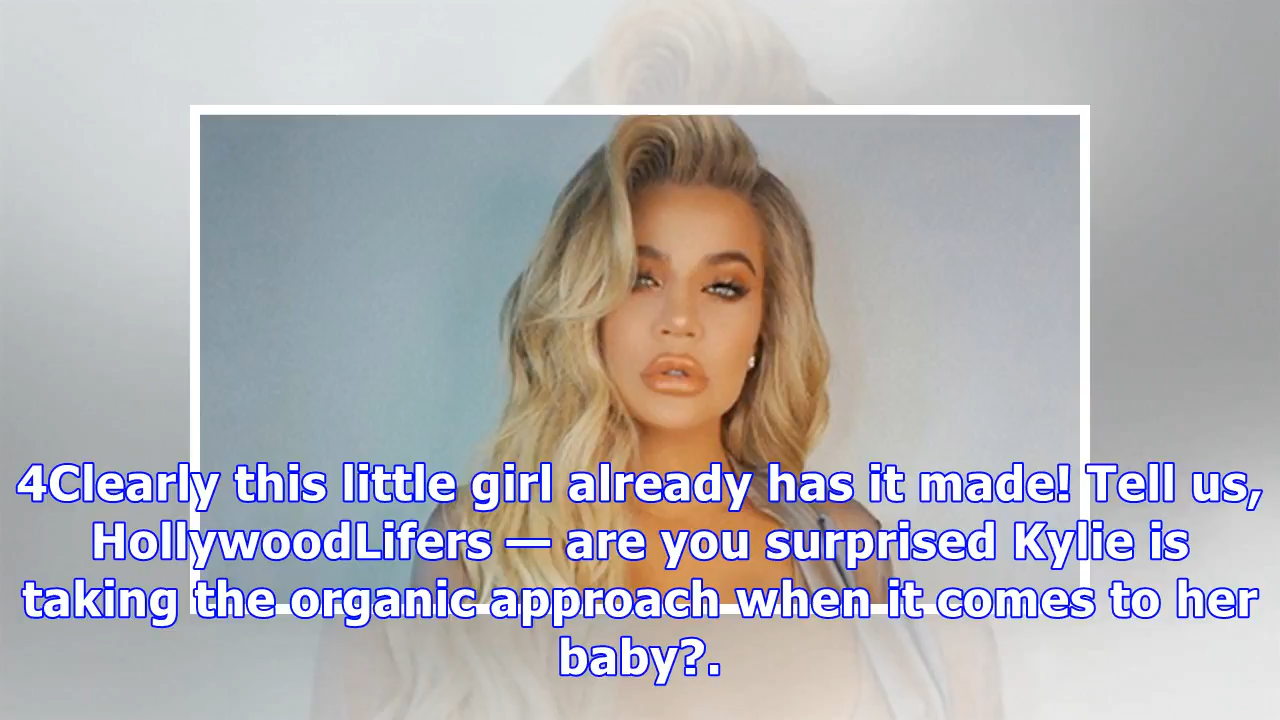 4Clearly this little girl already has it made! Tell us,
HollywoodLifers — are you surprised Kylie is
taking the organic approach when it comes to her
baby?.